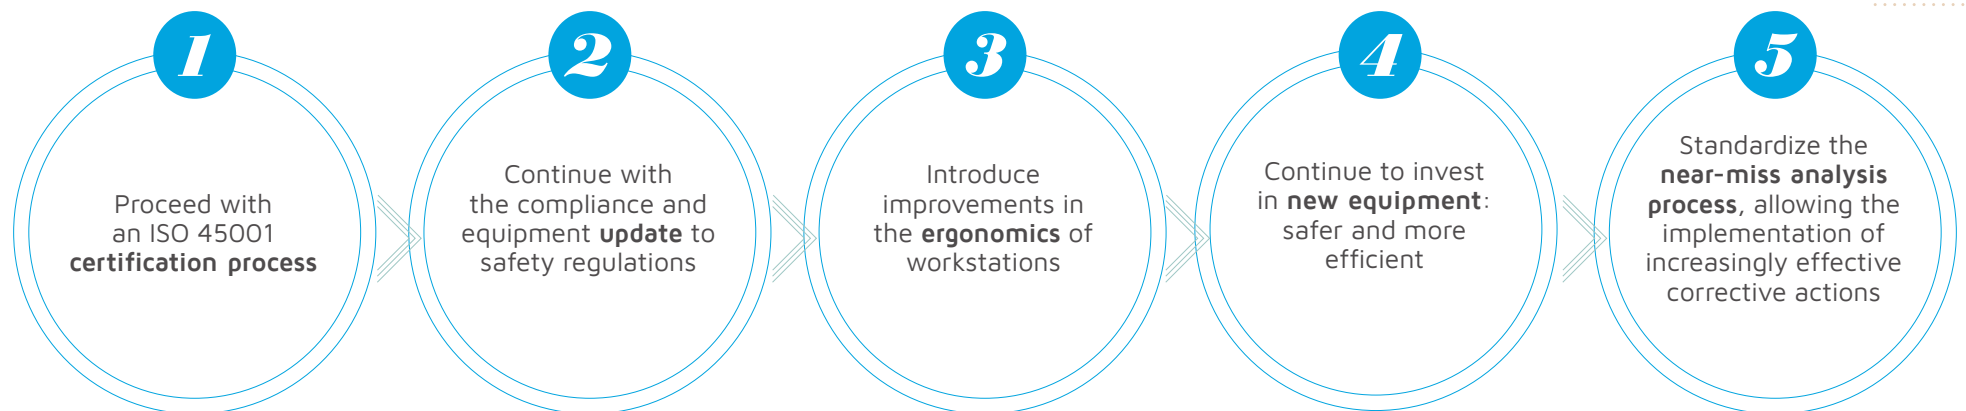 1
Proceed with
an ISO 45001
certification process
2
Continue with
the compliance and
equipment update to
safety regulations
3
Introduce
improvements in
the ergonomics of
workstations
4
Continue to invest
in new equipment:
safer and more
efficient
5
Standardize the
near-miss analysis
process, allowing the
implementation of
increasingly effective
corrective actions